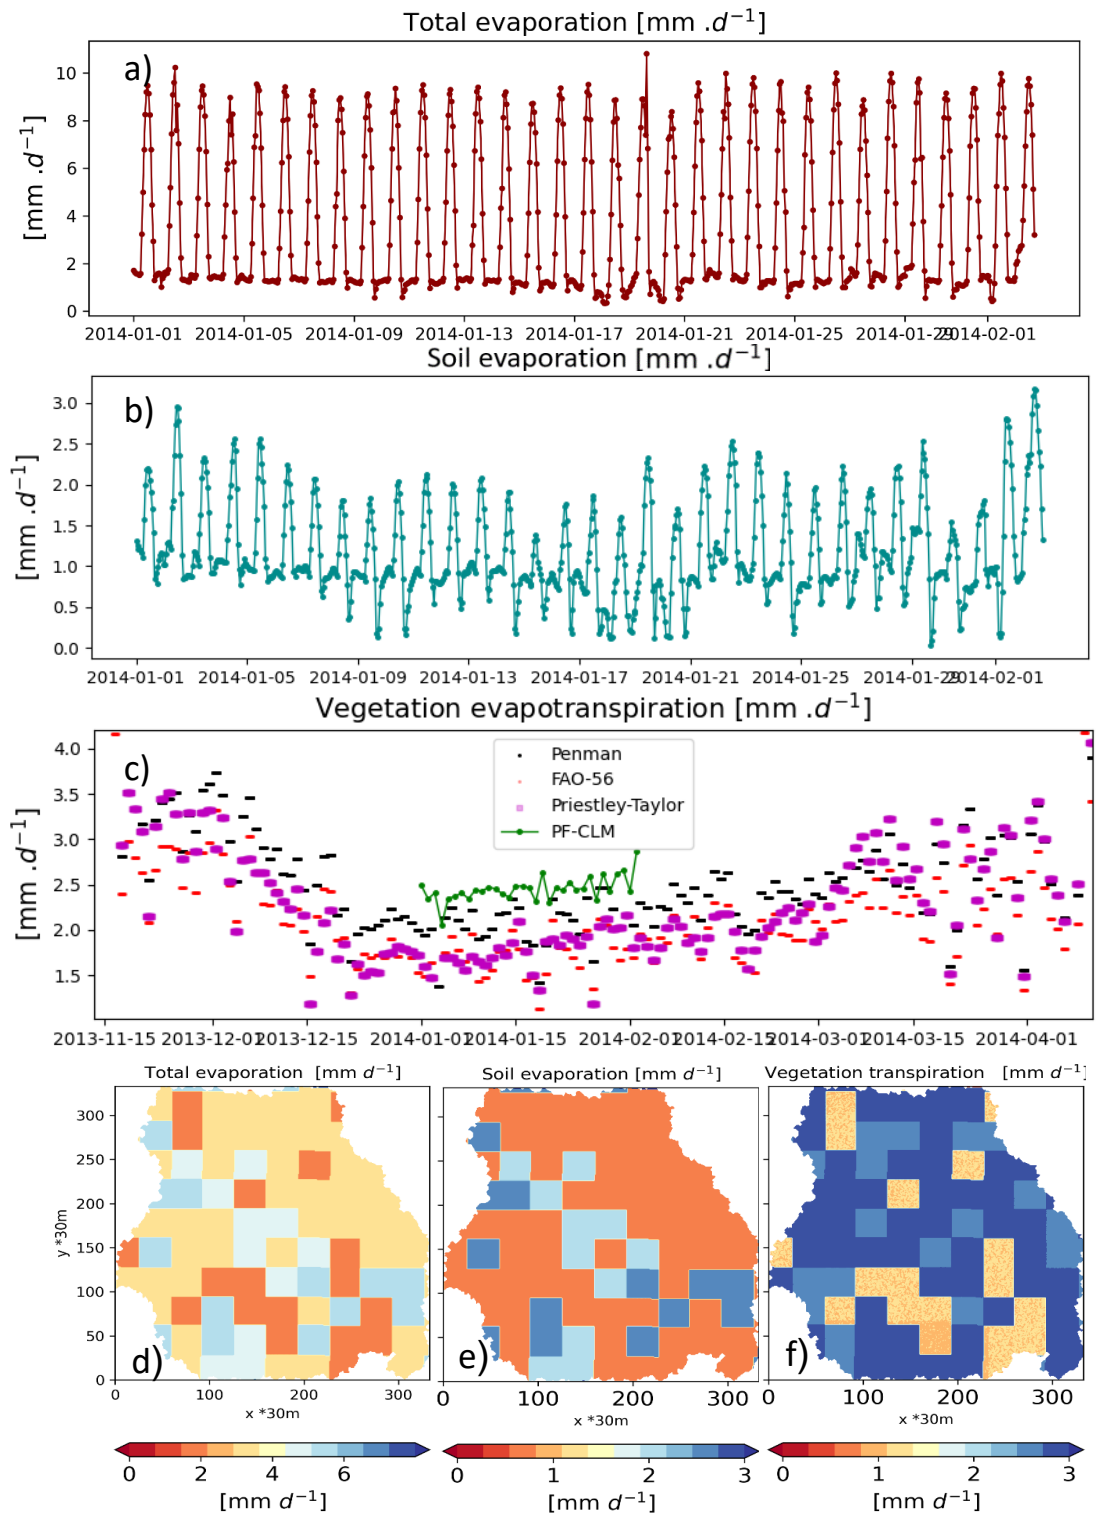 Total evaporation [mm .d⁻¹]
a)
[mm .d⁻¹]
10
8
6
4
2
0
2014-01-01 2014-01-05 2014-01-09 2014-01-13 2014-01-17 2014-01-21 2014-01-25 2014-01-29 2014-02-01
Soil evaporation [mm .d⁻¹]
b)
[mm .d⁻¹]
3.0
2.5
2.0
1.5
1.0
0.5
0.0
2014-01-01 2014-01-05 2014-01-09 2014-01-13 2014-01-17 2014-01-21 2014-01-25 2014-01-29 2014-02-01
Vegetation evapotranspiration [mm .d⁻¹]
c)
[mm .d⁻¹]
4.0
3.5
3.0
2.5
2.0
1.5
Penman
FAO-56
Priestley-Taylor
PF-CLM
2013-11-15 2013-12-01 2013-12-15 2014-01-01 2014-01-15 2014-02-01 2014-02-15 2014-03-01 2014-03-15 2014-04-01
Total evaporation [mm d⁻¹]
y *30m
300
250
200
150
100
50
0
d)
0 100 200 300
x *30m
0 2 4 6
[mm d⁻¹]
Soil evaporation [mm d⁻¹]
e)
0 100 200 300
x *30m
0 1 2 3
[mm d⁻¹]
Vegetation transpiration [mm d⁻¹]
f)
0 100 200 300
x *30m
0 1 2 3
[mm d⁻¹]